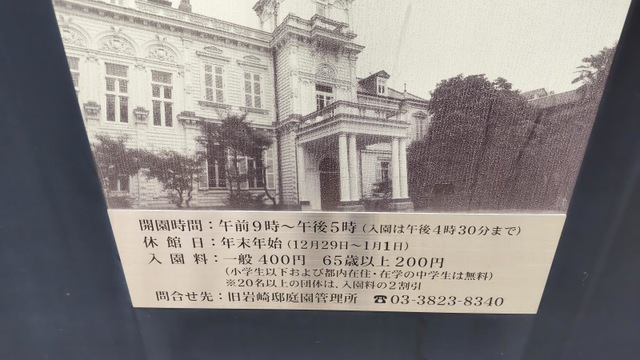 開園時間：午前9時～午後5時（入園は午後4時30分まで）
休館日：年末年始（12月29日～1月1日）
入園料：一般400円 65歳以上200円
（小学生以下および都内在住・在学の中学生は無料）
※20名以上の団体は、入園料の2割引
問合せ先：旧岩崎邸庭園管理所 ☎03-3823-8340